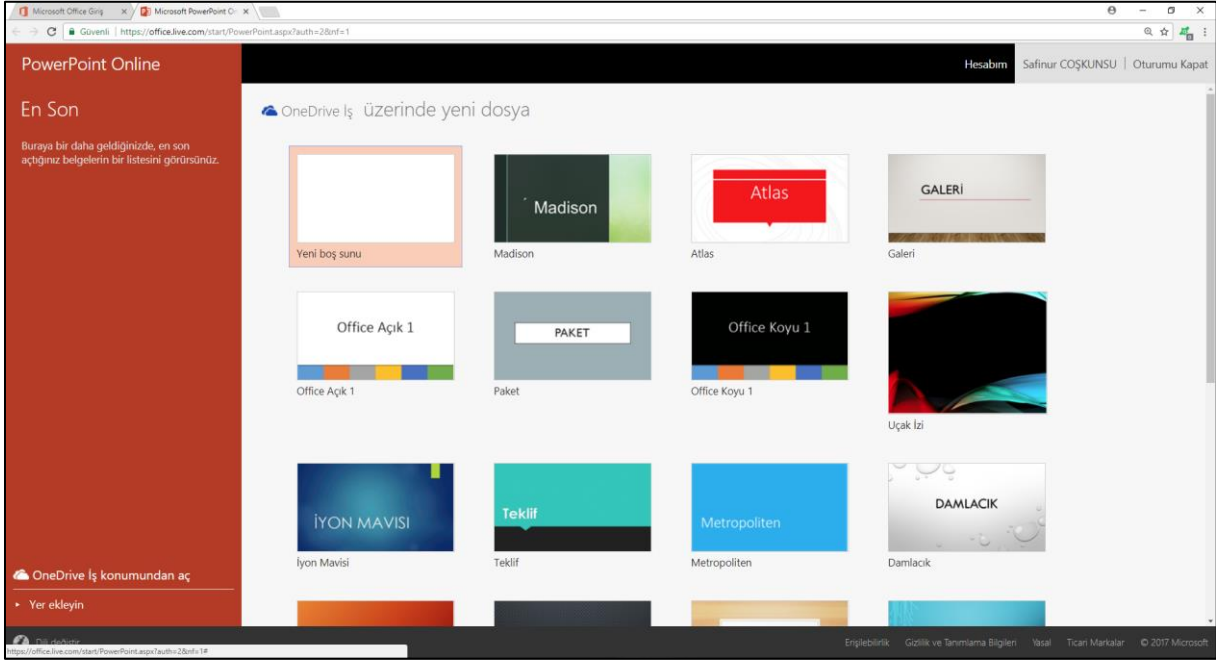 Microsoft Office Giriş
Microsoft PowerPoint On
Güvenli | https://office.live.com/start/PowerPoint.aspx?auth=2&nf=1
PowerPoint Online
Hesabım
Safinur COŞKUNSU | Oturumu Kapat
En Son
Buraya bir daha geldiğinizde, en son
açtığınız belgelerin bir listesini görürsünüz.
OneDrive İş üzerinde yeni dosya
Yeni boş sunu
Madison
Madison
Atlas
Atlas
GALERİ
Galeri
Office Açık 1
Office Açık 1
PAKET
Paket
Office Koyu 1
Office Koyu 1
Uçak İzi
İYON MAVISI
İyon Mavisi
Teklif
Teklif
Metropoliten
Metropoliten
DAMLACIK
Damlacık
OneDrive İş konumundan aç
Yer ekleyin
Dili değiştir
https://office.live.com/start/PowerPoint.aspx?auth=2&nf=1#
Erişilebilirlik
Gizlilik ve Tanımlama Bilgileri
Yasal
Ticari Markalar
© 2017 Microsoft